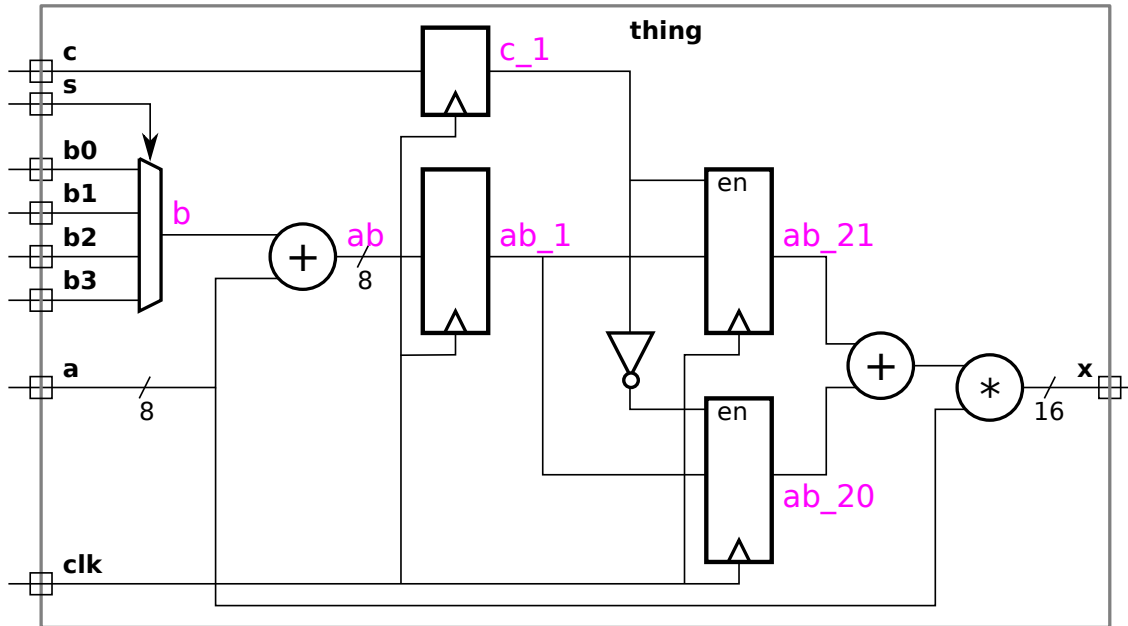 thing
c
c_1
s
b0
b1
b
b2
b3
+
ab
8
ab_1
en
ab_21
a
8
+
*
x
16
en
ab_20
clk